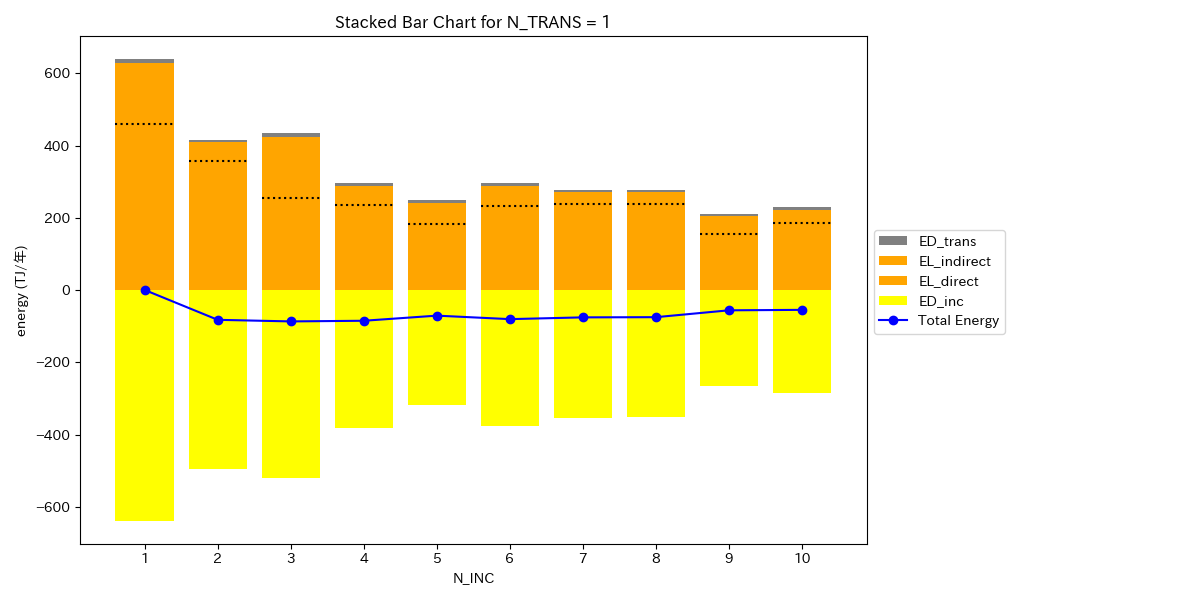 Stacked Bar Chart for N_TRANS = 1
energy (TJ/年)
600
400
200
0
−200
−400
−600
1 2 3 4 5 6 7 8 9 10
N_INC
ED_trans
EL_indirect
EL_direct
ED_inc
Total Energy